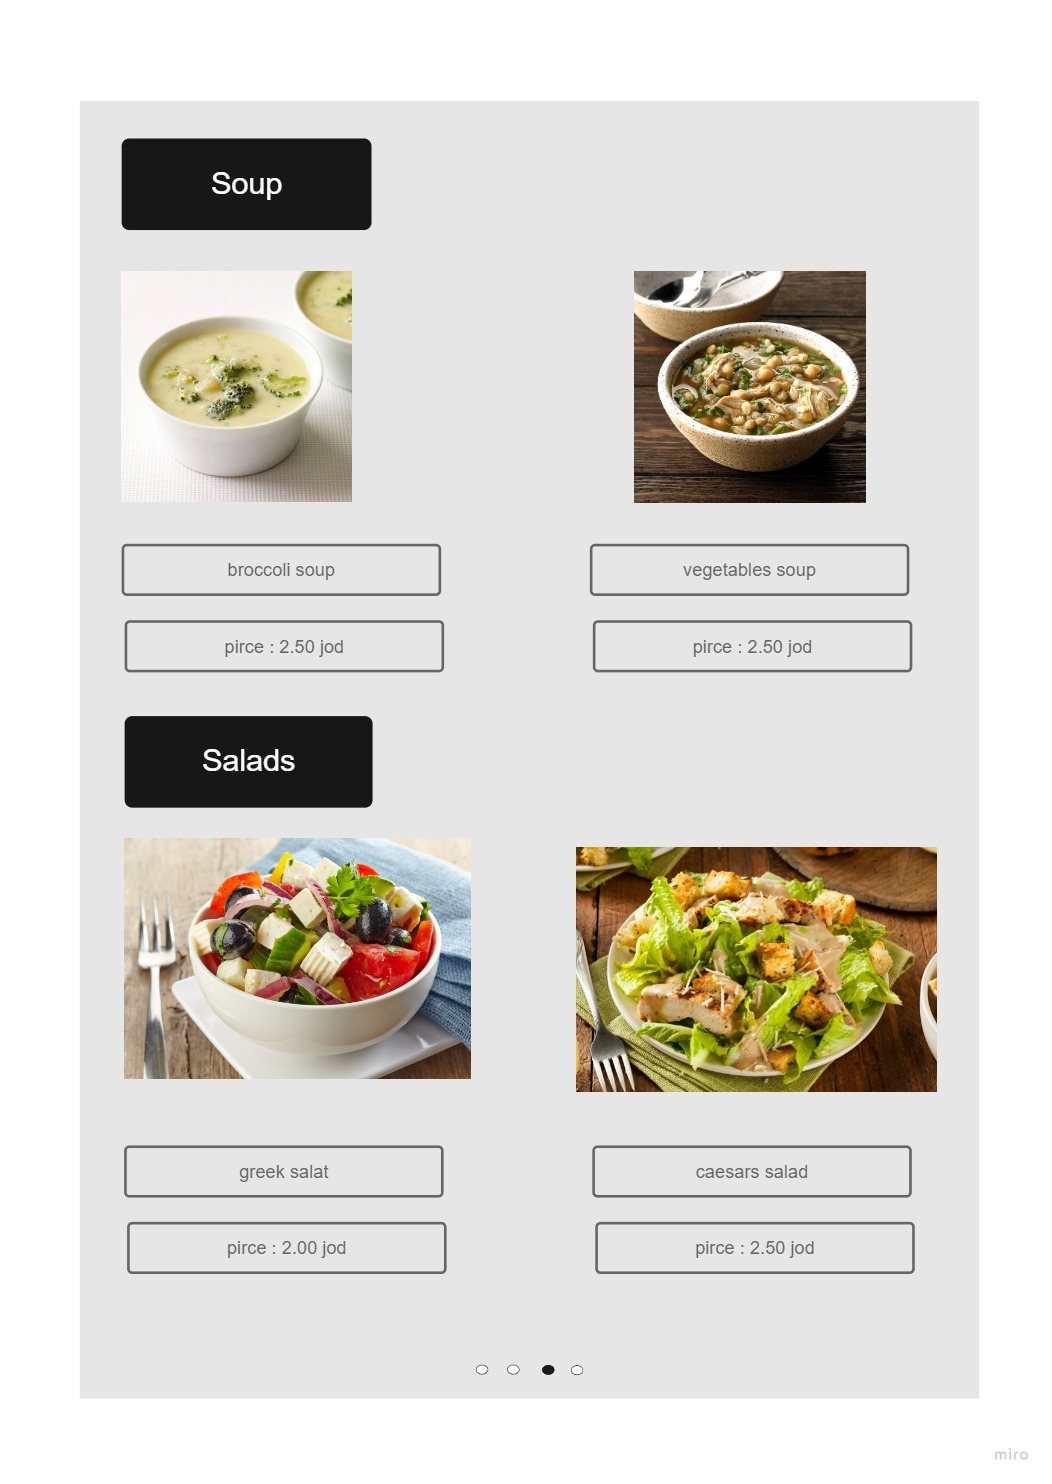 Soup
broccoli soup
vegetables soup
pirce : 2.50 jod
pirce : 2.50 jod
Salads
greek salat
caesars salad
pirce : 2.00 jod
pirce : 2.50 jod
miro